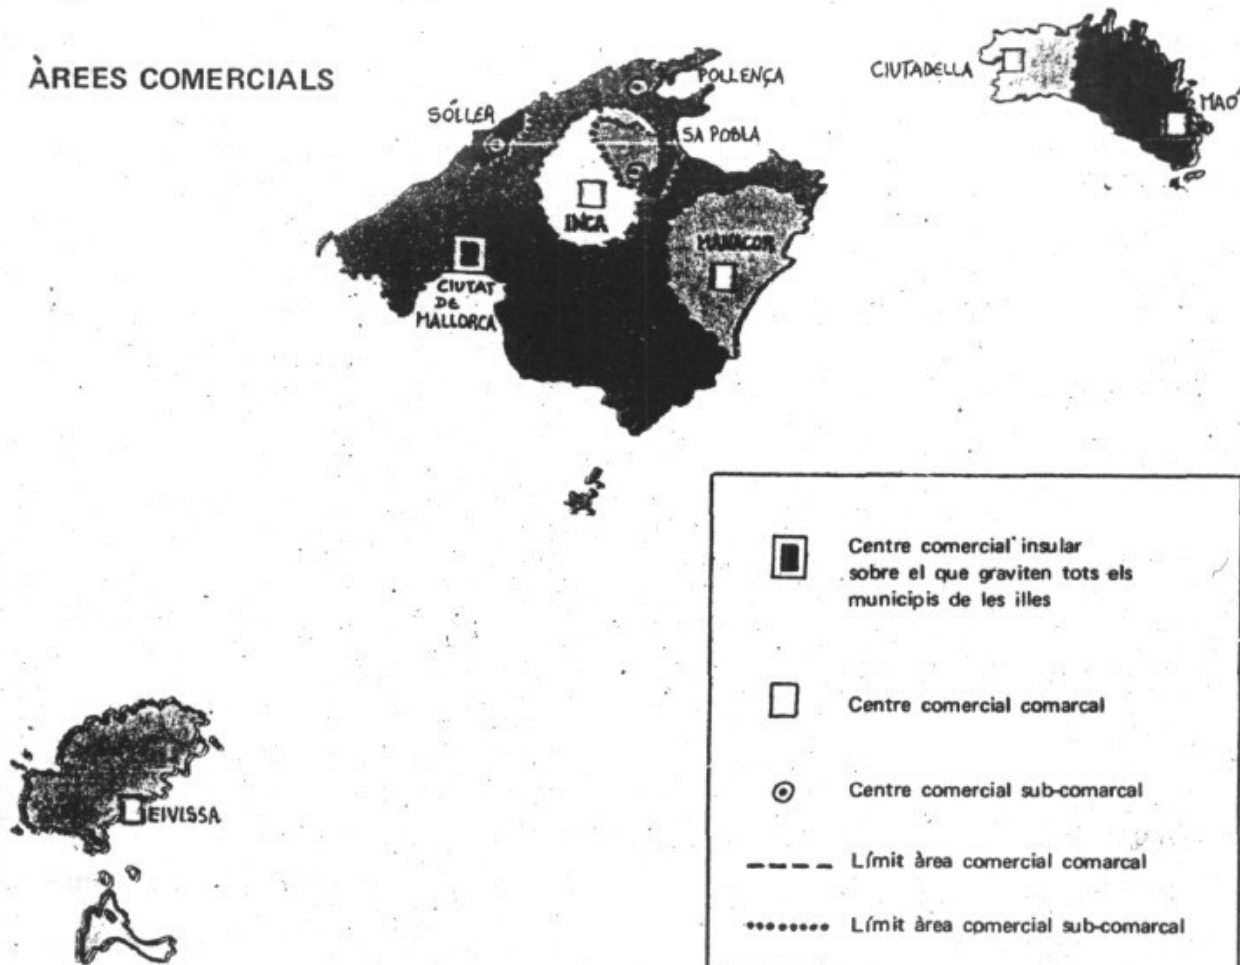 ÀREES COMERCIALS
CIUTADELLA
MAO
POLLENÇA
SÓLLER
SA POBLA
INCA
MANACOR
CIUTAT
DE
MALLORCA
EIVISSA
Centre comercial insular
sobre el que graviten tots els
municipis de les illes
Centre comercial comarcal
Centre comercial sub-comarcal
Límit àrea comercial comarcal
Límit àrea comercial sub-comarcal